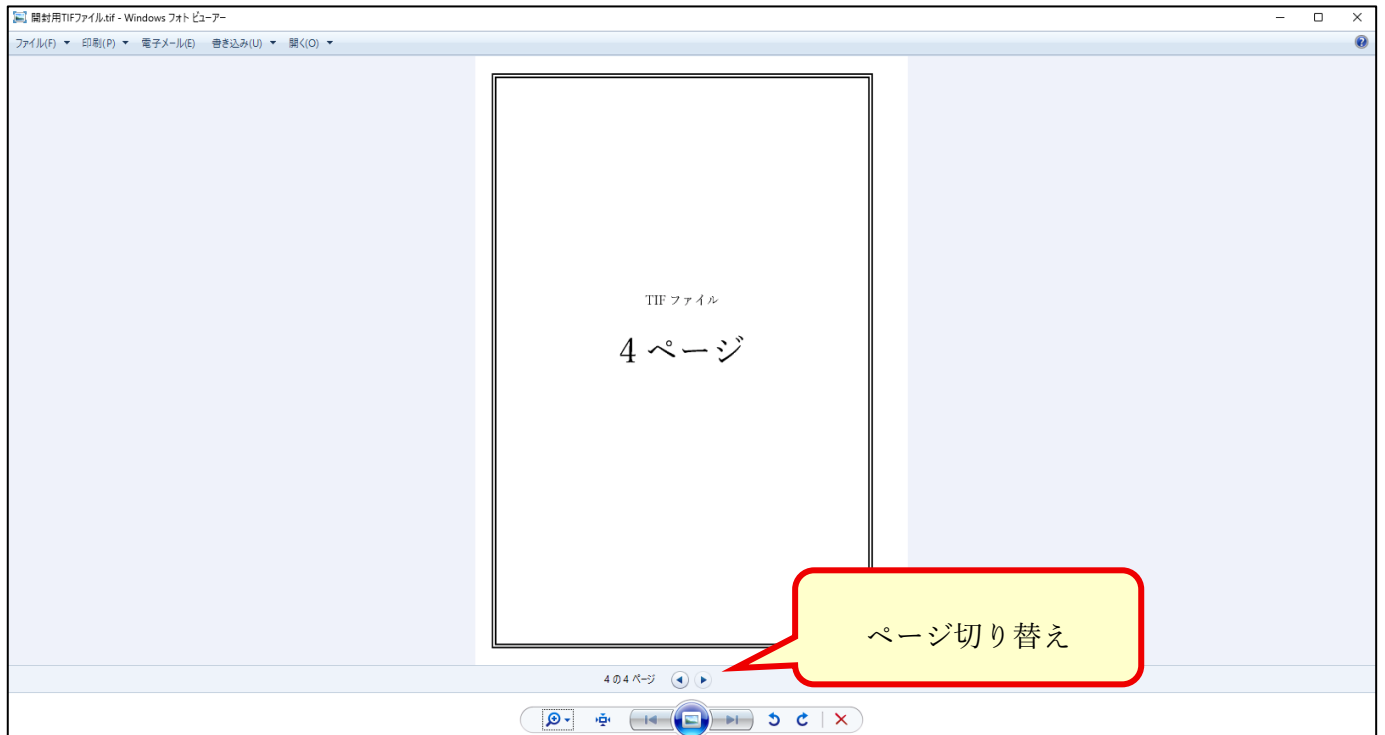 開封用TIFファイル.tif - Windows フォト ビューアー
ファイル(F) 印刷(P) 電子メール(E) 書き込み(U) 開く(O)
TIF ファイル
4 ページ
ページ切り替え
4 の 4 ページ